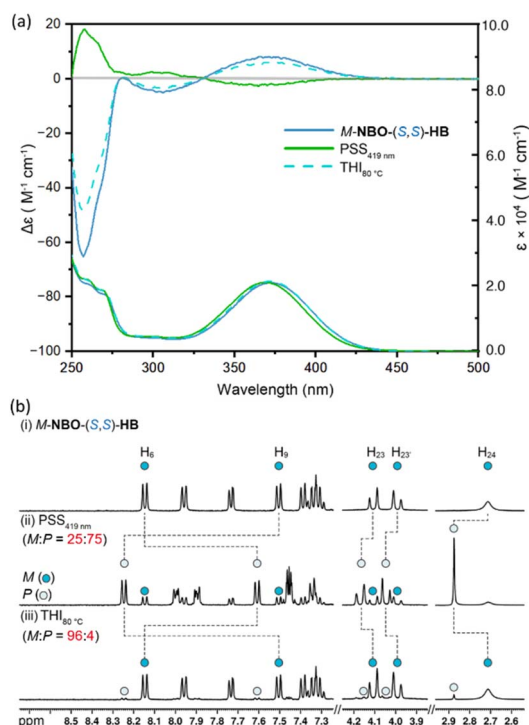 (a)
20
0
−20
−40
−60
−80
−100
Δε ( M⁻¹ cm⁻¹)
10.0
8.0
6.0
4.0
2.0
0.0
ε × 10⁴ ( M⁻¹ cm⁻¹)
M-NBO-(S,S)-HB
PSS₄₁₉ ₙₘ
THI₈₀ °C
250 300 350 400 450 500
Wavelength (nm)
(b)
(i) M-NBO-(S,S)-HB
H₆ H₉ H₂₃ H₂₃' H₂₄
(ii) PSS₄₁₉ ₙₘ
(M:P = 25:75)
M (●)
P (○)
(iii) THI₈₀ °C
(M:P = 96:4)
ppm 8.5 8.4 8.3 8.2 8.1 8.0 7.9 7.8 7.7 7.6 7.5 7.4 7.3 4.2 4.1 4.0 3.9 2.9 2.8 2.7 2.6